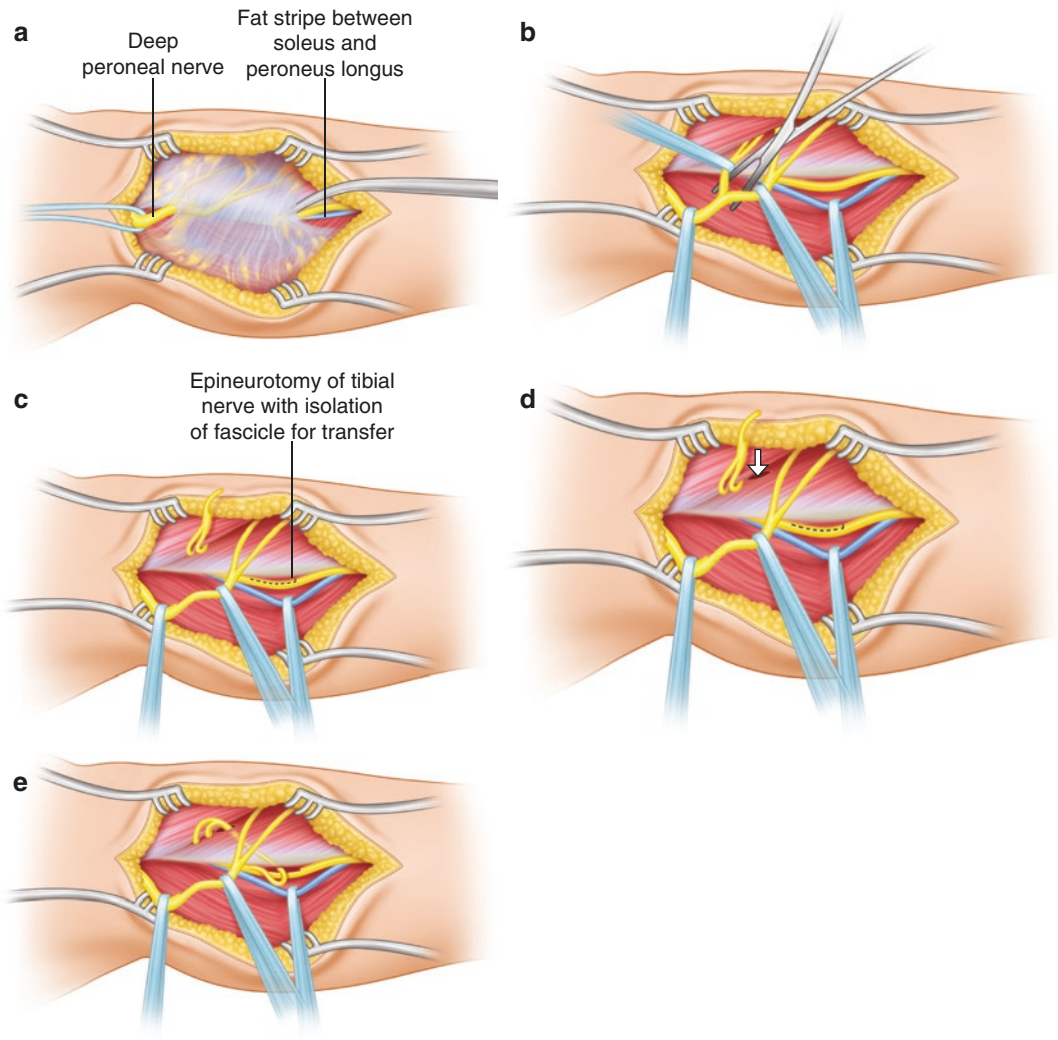 a
Deep
peroneal nerve
Fat stripe between
soleus and
peroneus longus
b
c
Epineurotomy of tibial
nerve with isolation
of fascicle for transfer
d
e